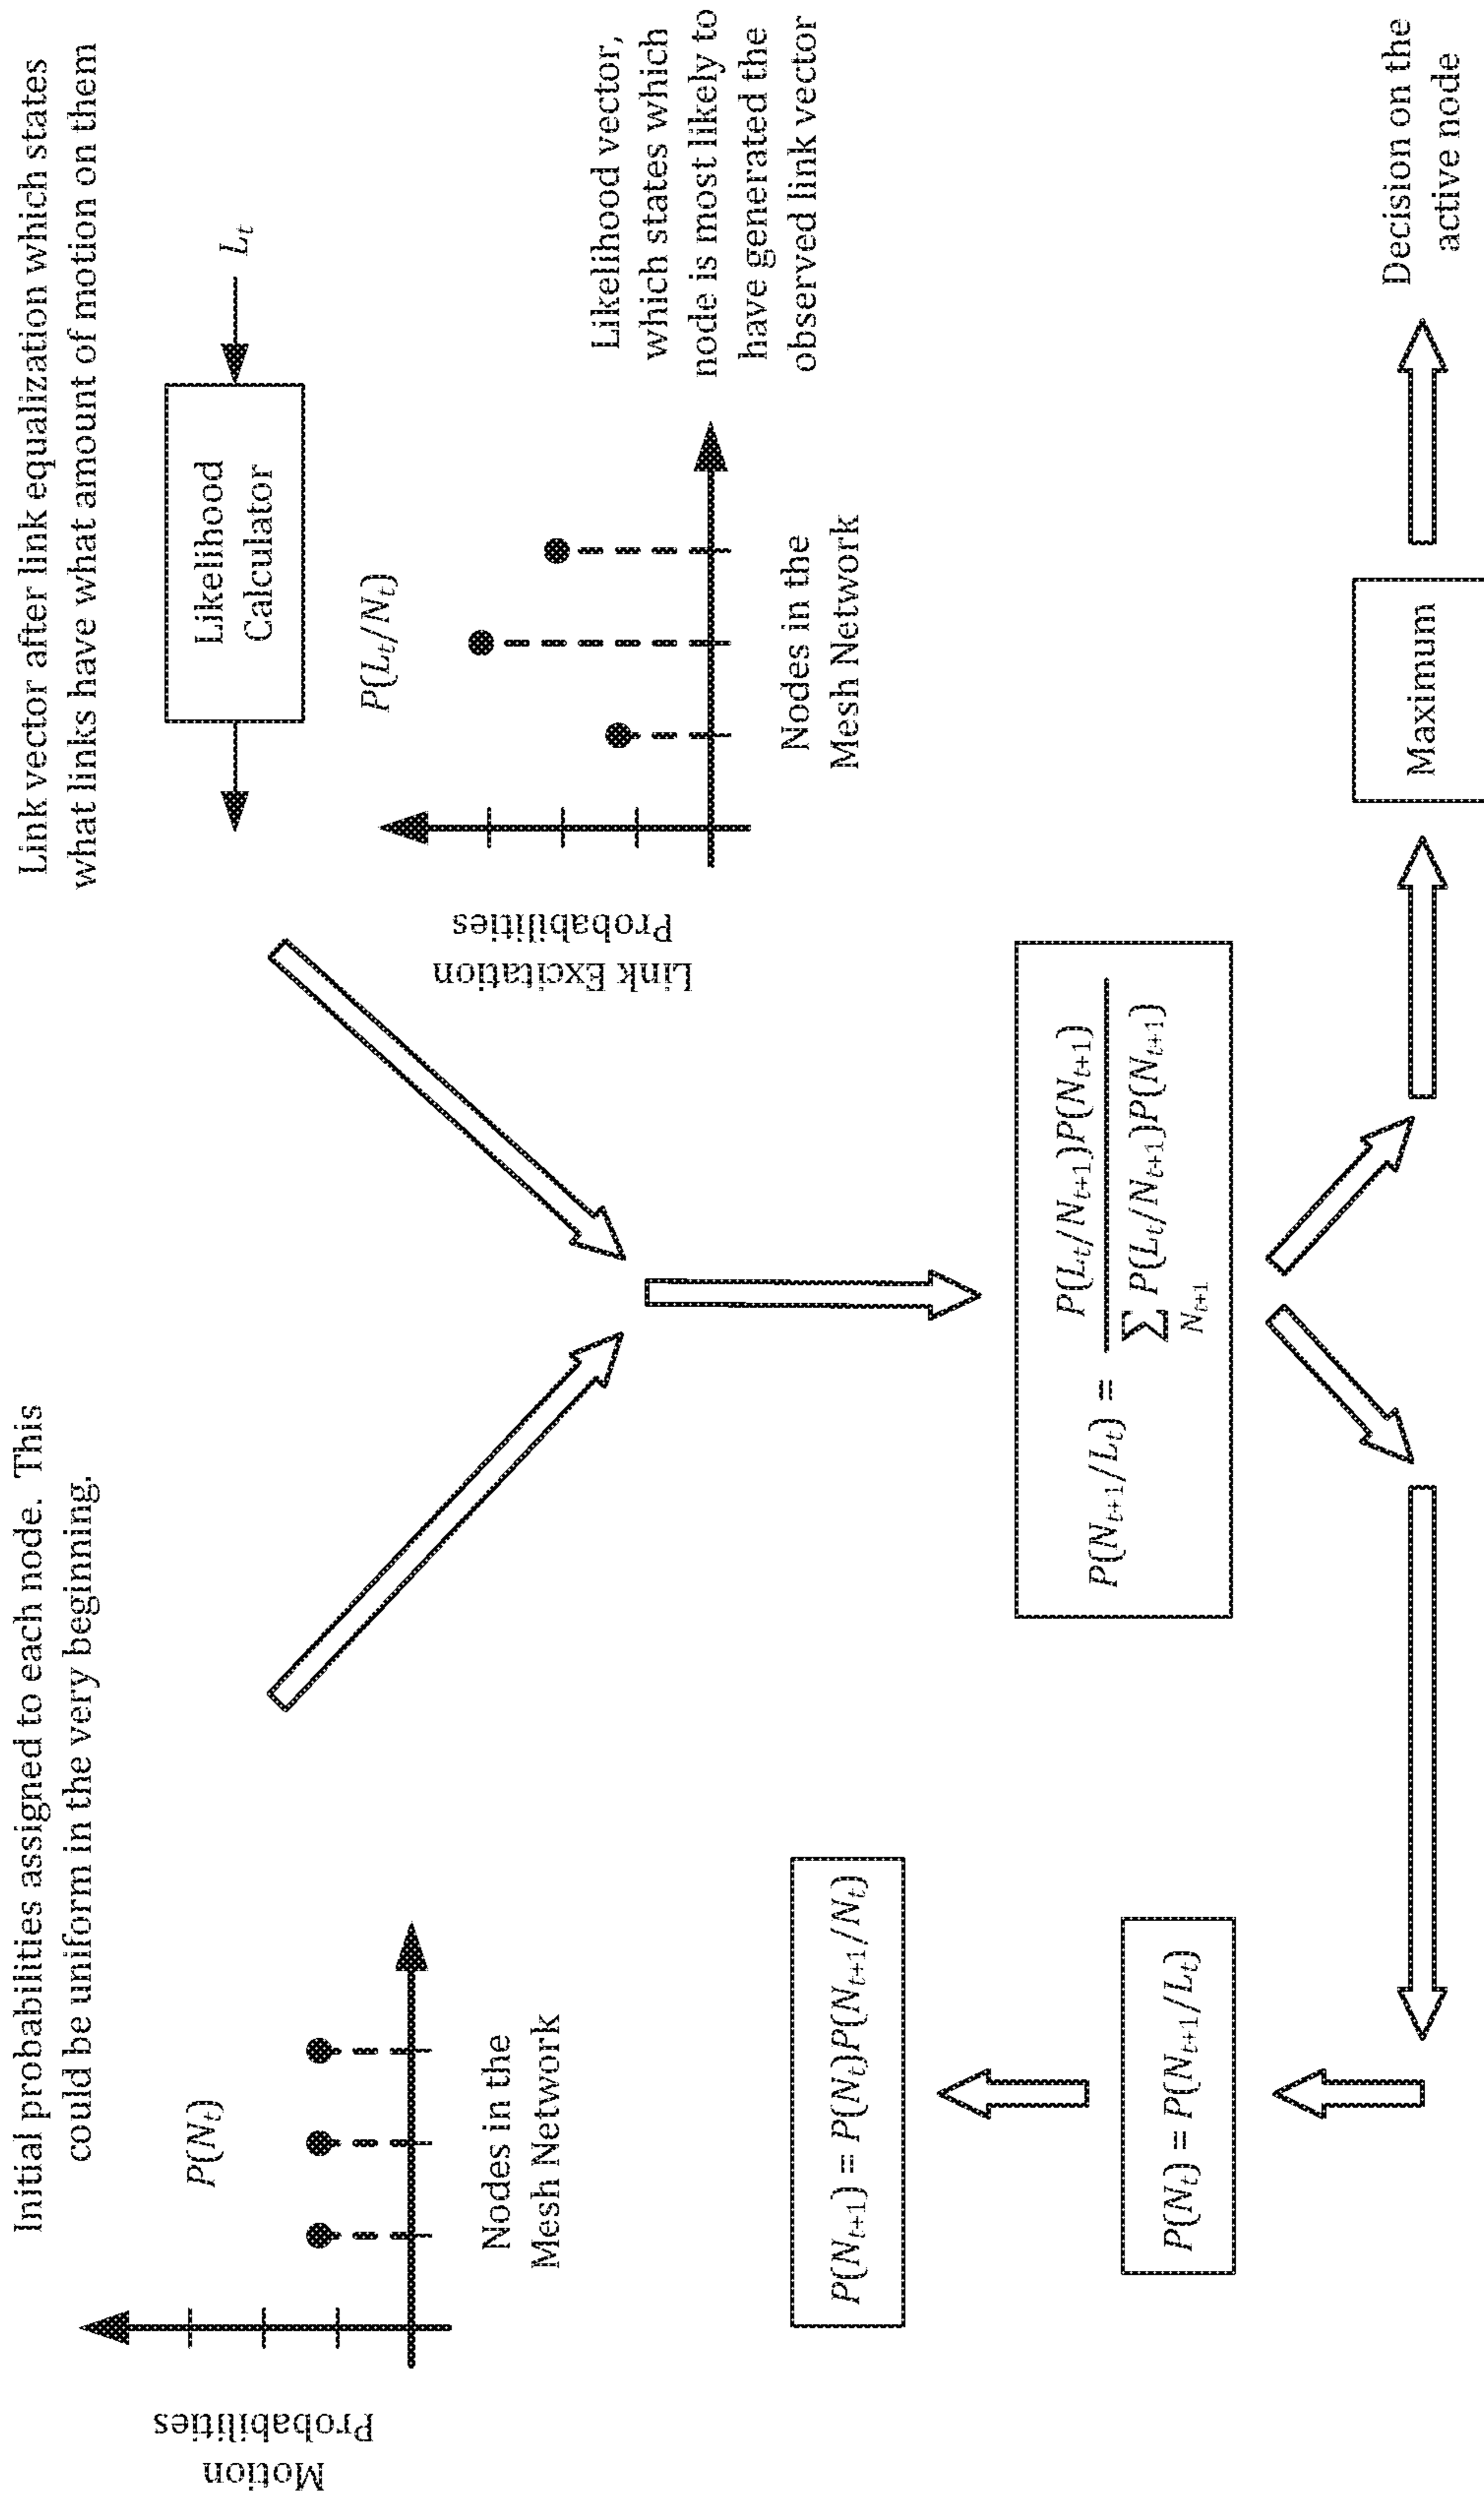 Initial probabilities assigned to each node. This
could be uniform in the very beginning.
Motion
Probabilities
P(N_t)
Nodes in the
Mesh Network
Link vector after link equalization which states
what links have what amount of motion on them
Likelihood
Calculator
L_t
P(L_t/N_t)
Link Excitation
Probabilities
Nodes in the
Mesh Network
Likelihood vector,
which states which
node is most likely to
have generated the
observed link vector
P(N_{t+1}) = P(N_t)P(N_{t+1}/N_t)
P(N_t) = P(N_{t+1}/L_t)
P(N_{t+1}/L_t) = \frac{P(L_t/N_{t+1})P(N_{t+1})}{\sum_{N_{t+1}} P(L_t/N_{t+1})P(N_{t+1})}
Maximum
Decision on the
active node